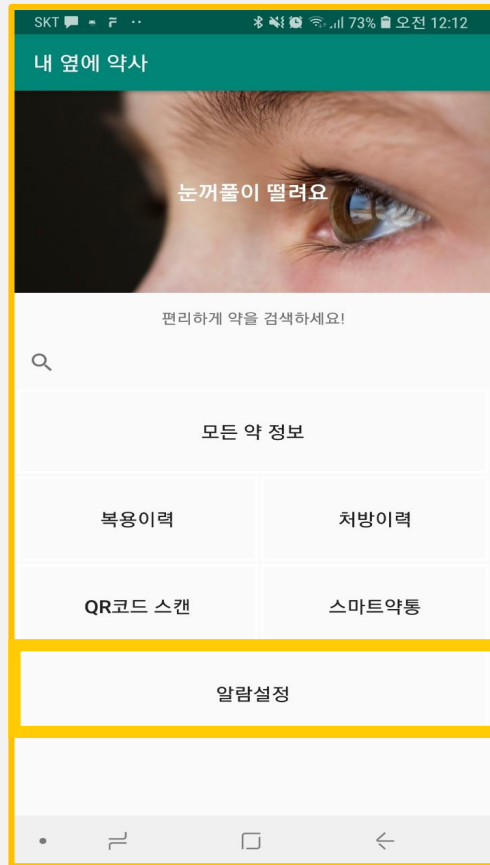 SKT 73% 오전 12:12
내 옆에 약사
눈꺼풀이 떨려요
편리하게 약을 검색하세요!
모든 약 정보
복용이력 처방이력
QR코드 스캔 스마트약통
알람설정